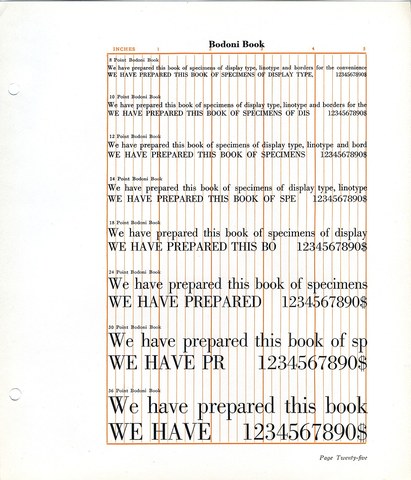 Bodoni Book
INCHES 1 2 3 4 5
8 Point Bodoni Book
We have prepared this book of specimens of display type, linotype and borders for the convenience
WE HAVE PREPARED THIS BOOK OF SPECIMENS OF DISPLAY TYPE, 1234567890$
10 Point Bodoni Book
We have prepared this book of specimens of display type, linotype and borders for the
WE HAVE PREPARED THIS BOOK OF SPECIMENS OF DIS 1234567890$
12 Point Bodoni Book
We have prepared this book of specimens of display type, linotype and bord
WE HAVE PREPARED THIS BOOK OF SPECIMENS 1234567890$
14 Point Bodoni Book
We have prepared this book of specimens of display type, linotype
WE HAVE PREPARED THIS BOOK OF SPE 1234567890$
18 Point Bodoni Book
We have prepared this book of specimens of display
WE HAVE PREPARED THIS BO 1234567890$
24 Point Bodoni Book
We have prepared this book of specimens
WE HAVE PREPARED 1234567890$
30 Point Bodoni Book
We have prepared this book of sp
WE HAVE PR 1234567890$
36 Point Bodoni Book
We have prepared this book
WE HAVE 1234567890$
Page Twenty-five